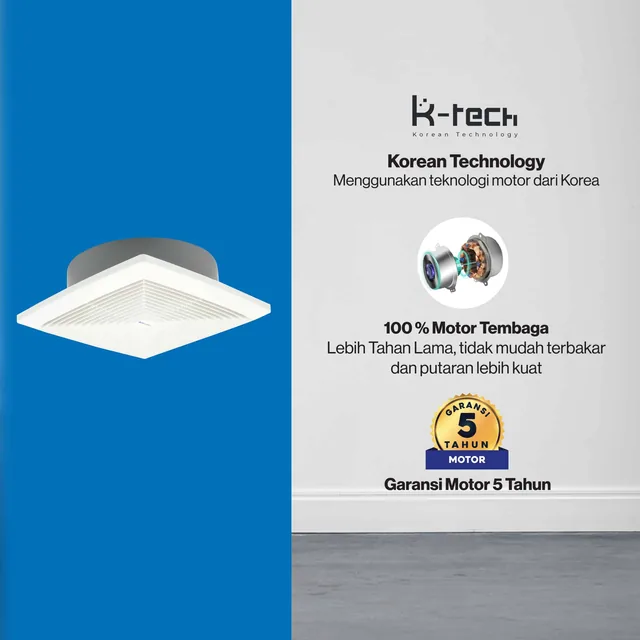 K-tech
Korean Technology
Korean Technology
Menggunakan teknologi motor dari Korea
100 % Motor Tembaga
Lebih Tahan Lama, tidak mudah terbakar
dan putaran lebih kuat
GARANSI
5
TAHUN
MOTOR
Garansi Motor 5 Tahun